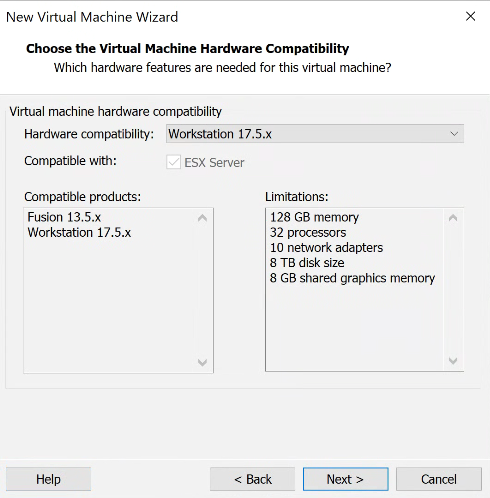 New Virtual Machine Wizard
Choose the Virtual Machine Hardware Compatibility
Which hardware features are needed for this virtual machine?
Virtual machine hardware compatibility
Hardware compatibility: Workstation 17.5.x
Compatible with: ESX Server
Compatible products:
Fusion 13.5.x
Workstation 17.5.x
Limitations:
128 GB memory
32 processors
10 network adapters
8 TB disk size
8 GB shared graphics memory
Help < Back Next > Cancel